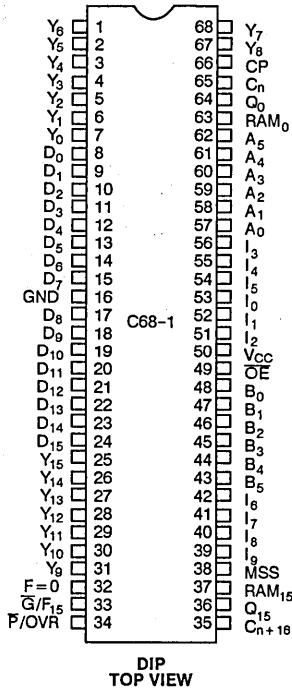 Y6 1 68 Y7
Y5 2 67 Y8
Y4 3 66 CP
Y3 4 65 Cn
Y2 5 64 Q0
Y1 6 63 RAM0
Y0 7 62 A5
D0 8 61 A4
D1 9 60 A3
D2 10 59 A2
D3 11 58 A1
D4 12 57 A0
D5 13 56 I3
D6 14 55 I4
D7 15 54 I5
GND 16 53 I0
D8 17 C68-1 52 I1
D9 18 51 I2
D10 19 50 VCC
D11 20 49 O̅E̅
D12 21 48 B0
D13 22 47 B1
D14 23 46 B2
D15 24 45 B3
Y15 25 44 B4
Y14 26 43 B5
Y13 27 42 I6
Y12 28 41 I7
Y11 29 40 I8
Y10 30 39 I9
Y9 31 38 MSS
F=0 32 37 RAM15
G̅/F15 33 36 Q15
P̅/OVR 34 35 Cn+16
DIP
TOP VIEW